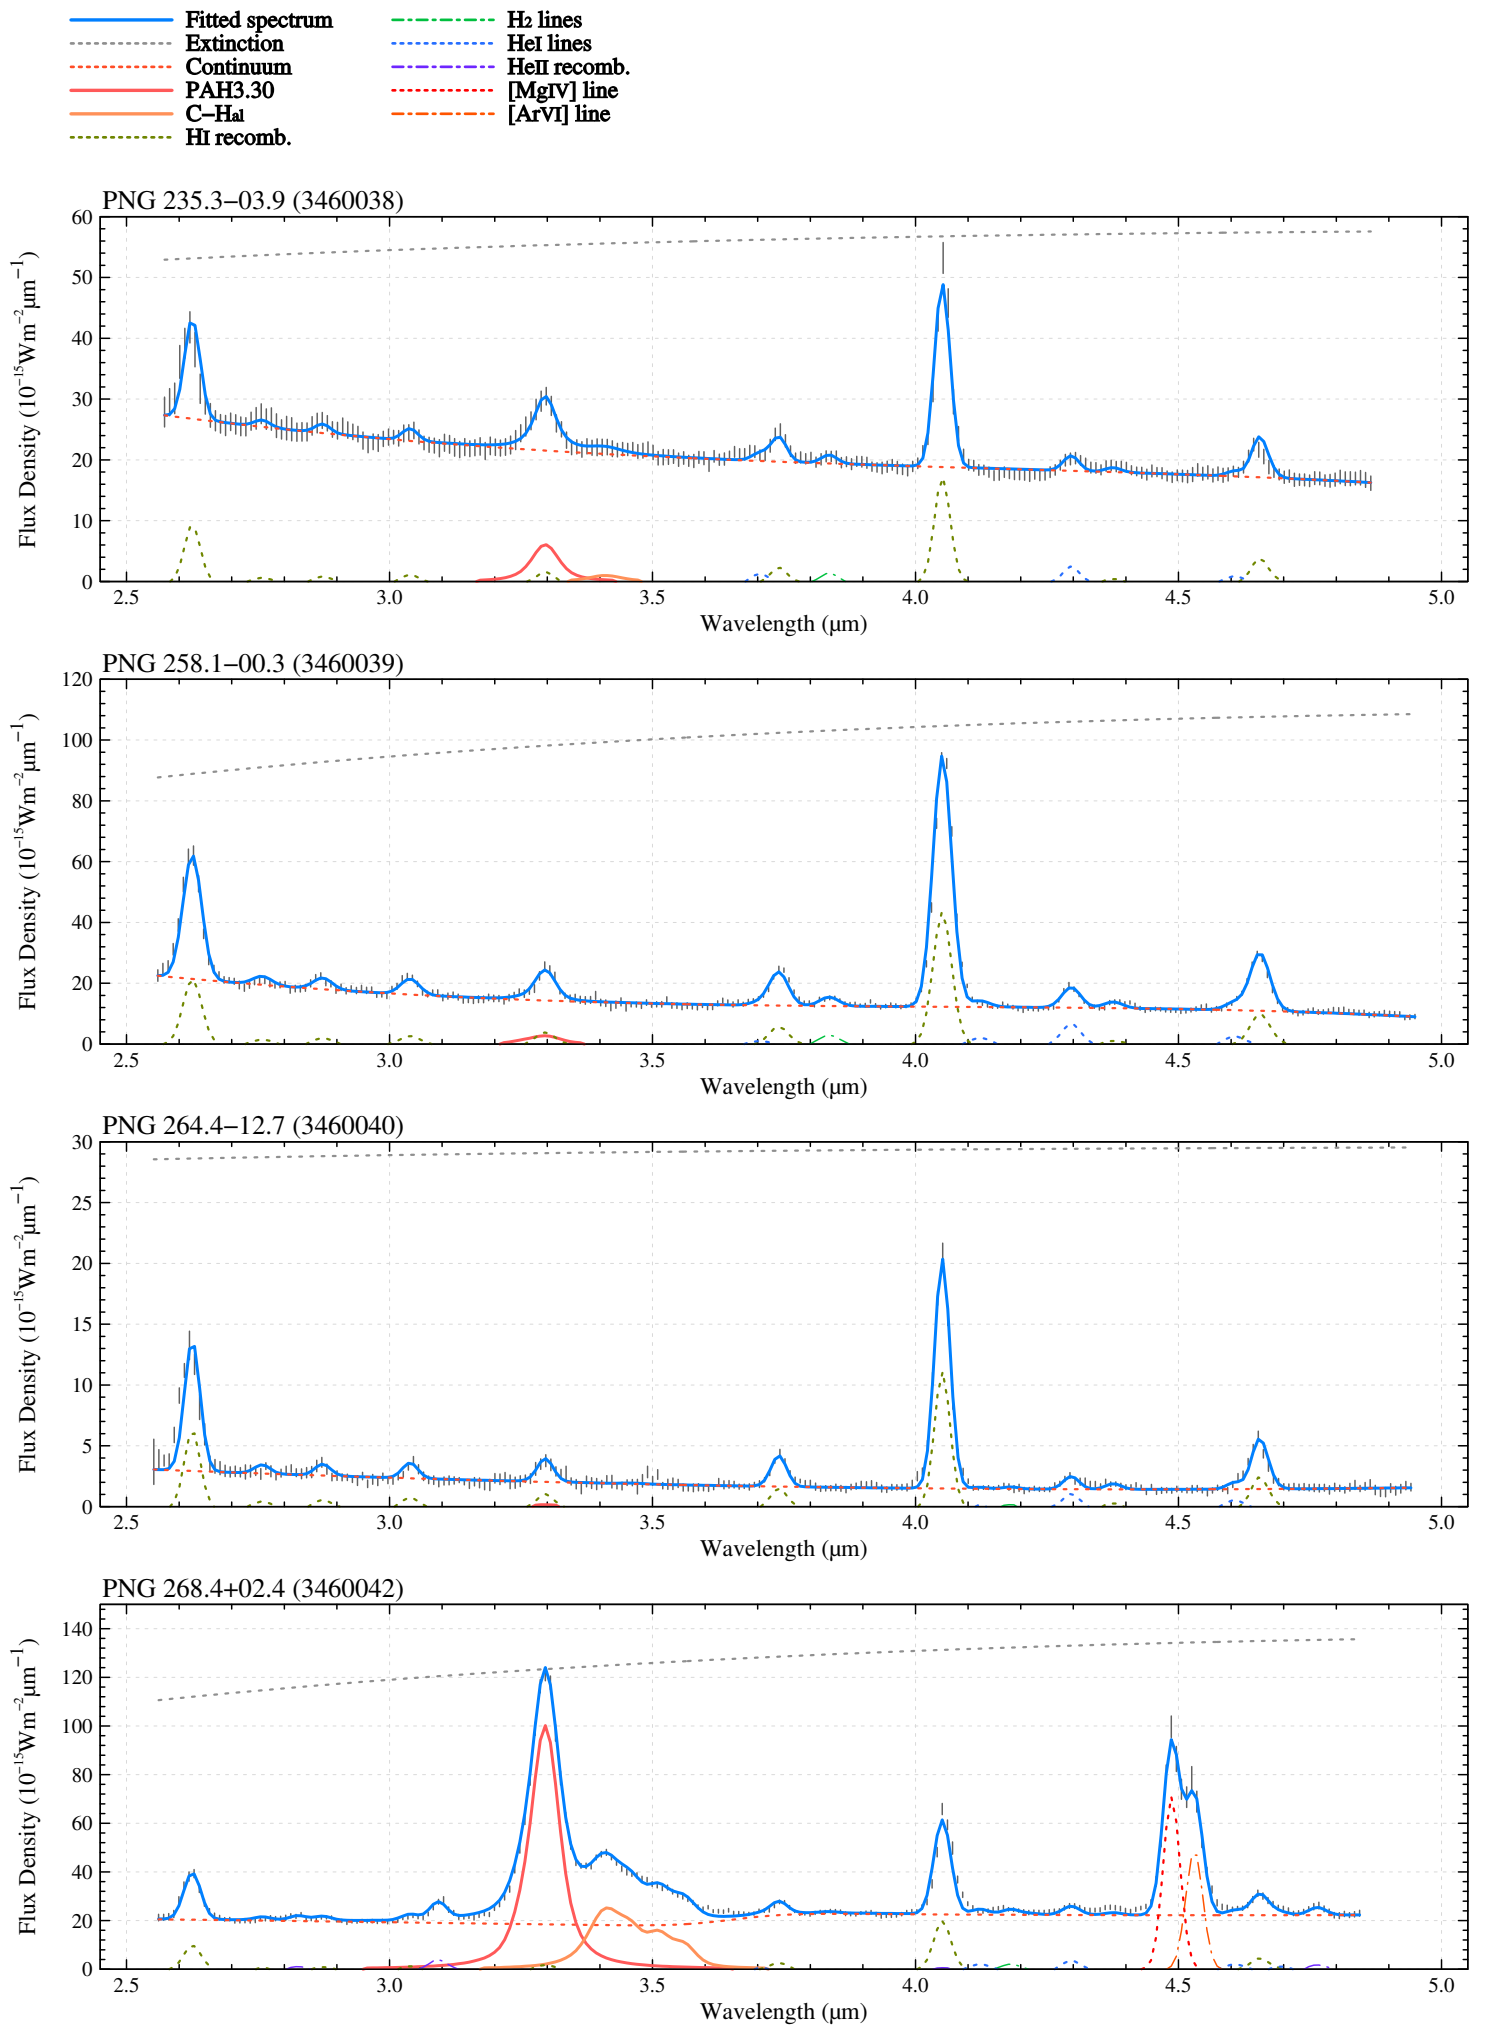 Fitted spectrum
Extinction
Continuum
PAH3.30
C–Hal
HI recomb.
H2 lines
HeI lines
HeII recomb.
[MgIV] line
[ArVI] line
PNG 235.3–03.9 (3460038)
Flux Density (10−15Wm−2µm−1)
60
50
40
30
20
10
0
2.5 3.0 3.5 4.0 4.5 5.0
Wavelength (µm)
PNG 258.1–00.3 (3460039)
Flux Density (10−15Wm−2µm−1)
120
100
80
60
40
20
0
2.5 3.0 3.5 4.0 4.5 5.0
Wavelength (µm)
PNG 264.4–12.7 (3460040)
Flux Density (10−15Wm−2µm−1)
30
25
20
15
10
5
0
2.5 3.0 3.5 4.0 4.5 5.0
Wavelength (µm)
PNG 268.4+02.4 (3460042)
Flux Density (10−15Wm−2µm−1)
140
120
100
80
60
40
20
0
2.5 3.0 3.5 4.0 4.5 5.0
Wavelength (µm)